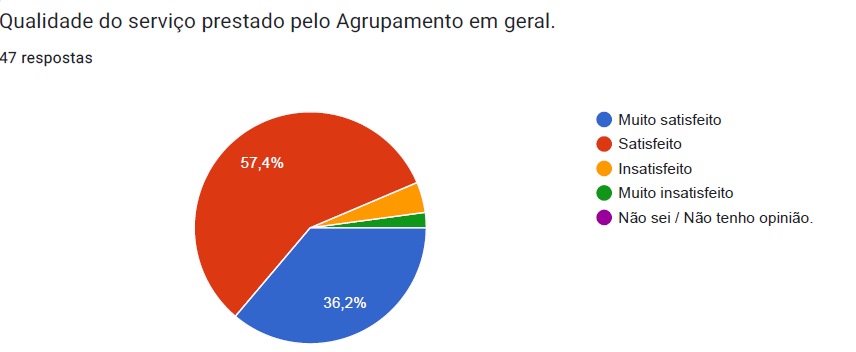 Qualidade do serviço prestado pelo Agrupamento em geral.
47 respostas
57,4%
36,2%
Muito satisfeito
Satisfeito
Insatisfeito
Muito insatisfeito
Não sei / Não tenho opinião.